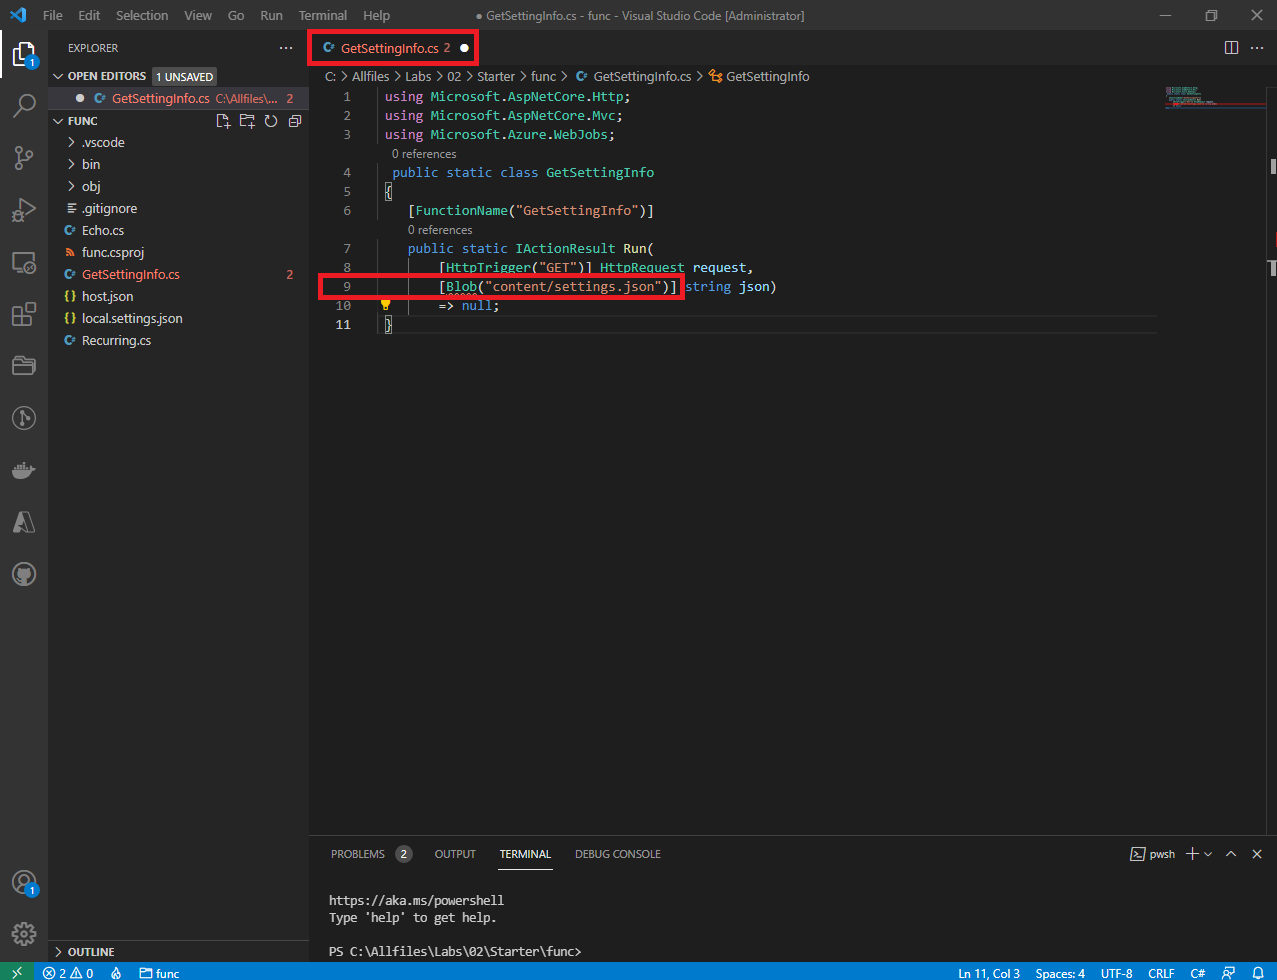 File Edit Selection View Go Run Terminal Help ● GetSettingInfo.cs - func - Visual Studio Code [Administrator]
EXPLORER
OPEN EDITORS 1 UNSAVED
GetSettingInfo.cs C:\Allfiles\... 2
FUNC
.vscode
bin
obj
.gitignore
Echo.cs
func.csproj
GetSettingInfo.cs 2
host.json
local.settings.json
Recurring.cs
OUTLINE
1
1
GetSettingInfo.cs 2
C: > Allfiles > Labs > 02 > Starter > func > GetSettingInfo.cs > GetSettingInfo
1 using Microsoft.AspNetCore.Http;
2 using Microsoft.AspNetCore.Mvc;
3 using Microsoft.Azure.WebJobs;
0 references
4 public static class GetSettingInfo
5 {
6 [FunctionName("GetSettingInfo")]
0 references
7 public static IActionResult Run(
8 [HttpTrigger("GET")] HttpRequest request,
9 [Blob("content/settings.json")] string json)
10 => null;
11 }
PROBLEMS 2 OUTPUT TERMINAL DEBUG CONSOLE
pwsh
https://aka.ms/powershell
Type 'help' to get help.
PS C:\Allfiles\Labs\02\Starter\func>
2 0 func Ln 11, Col 3 Spaces: 4 UTF-8 CRLF C#